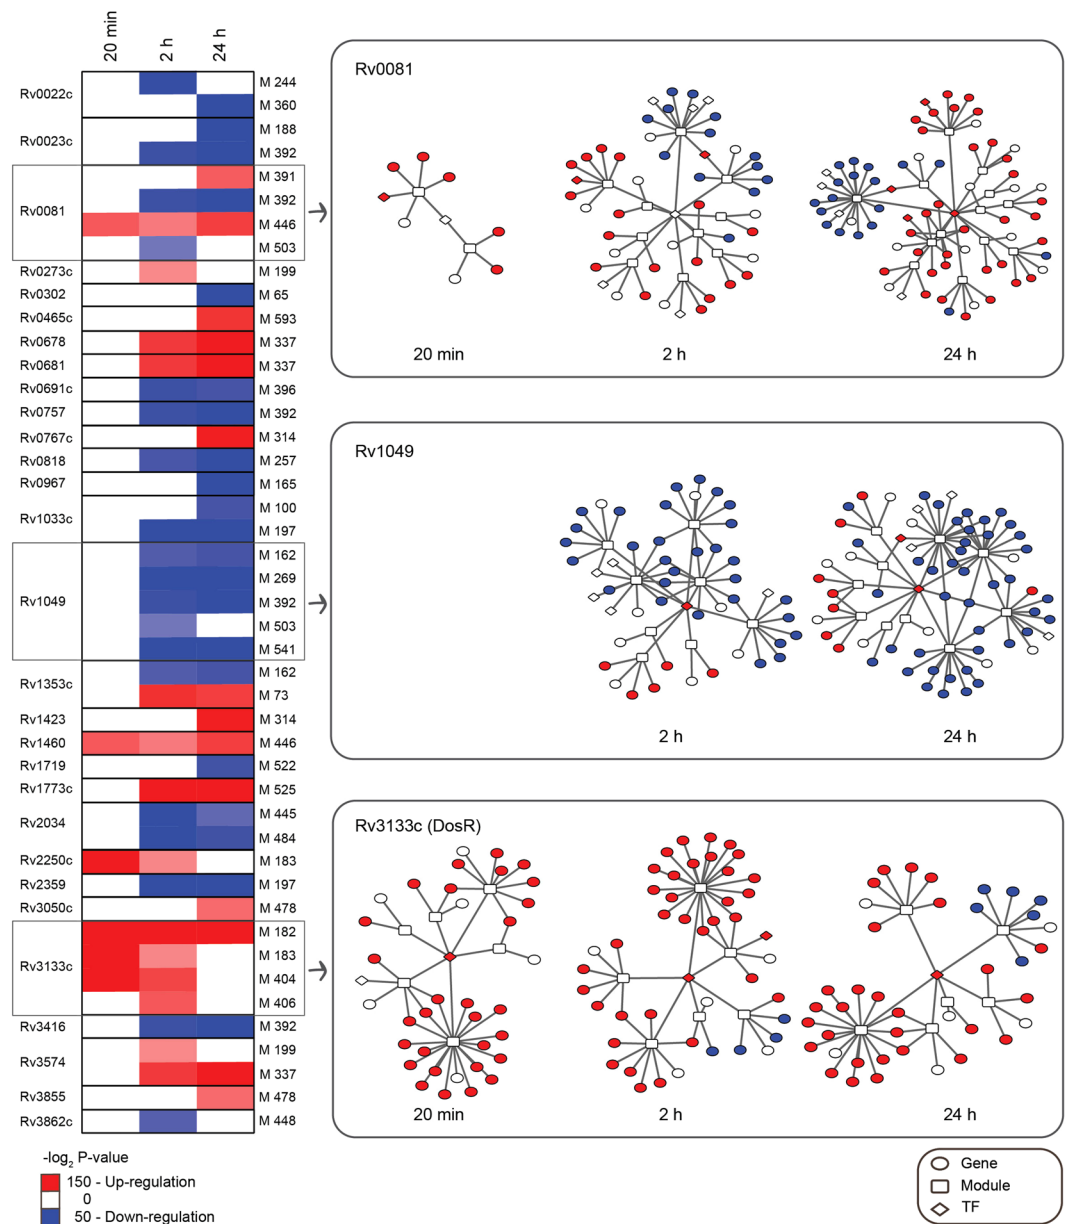 20 min 2 h 24 h
Rv0022c M 244
M 360
Rv0023c M 188
M 392
Rv0081 M 391
M 392
M 446
M 503
Rv0273c M 199
Rv0302 M 65
Rv0465c M 593
Rv0678 M 337
Rv0681 M 337
Rv0691c M 396
Rv0757 M 392
Rv0767c M 314
Rv0818 M 257
Rv0967 M 165
Rv1033c M 100
M 197
Rv1049 M 162
M 269
M 392
M 503
M 541
Rv1353c M 162
M 73
Rv1423 M 314
Rv1460 M 446
Rv1719 M 522
Rv1773c M 525
Rv2034 M 445
M 484
Rv2250c M 183
Rv2359 M 197
Rv3050c M 478
Rv3133c M 182
M 183
M 404
M 406
Rv3416 M 392
Rv3574 M 199
M 337
Rv3855 M 478
Rv3862c M 448
-log2 P-value
150 - Up-regulation
0
50 - Down-regulation
Rv0081
20 min 2 h 24 h
Rv1049
2 h 24 h
Rv3133c (DosR)
20 min 2 h 24 h
Gene
Module
TF